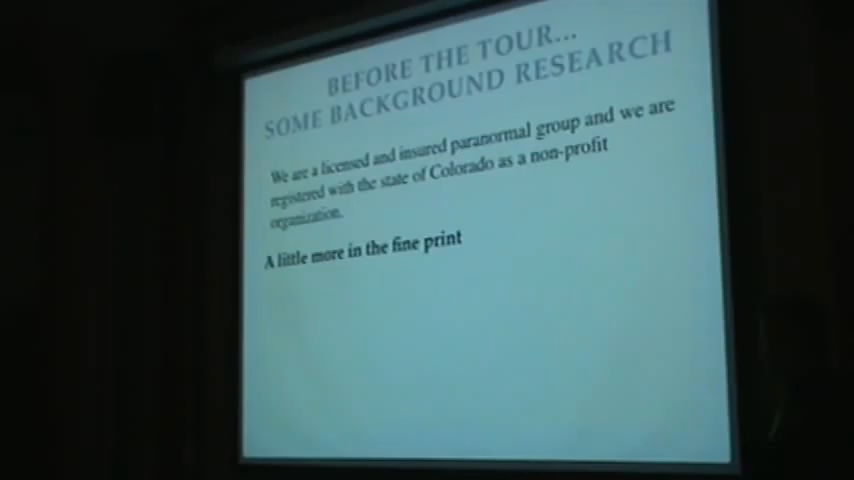 BEFORE THE TOUR...
SOME BACKGROUND RESEARCH
We are a licensed and insured paranormal group and we are
registered with the state of Colorado as a non-profit
organization.
A little more in the fine print